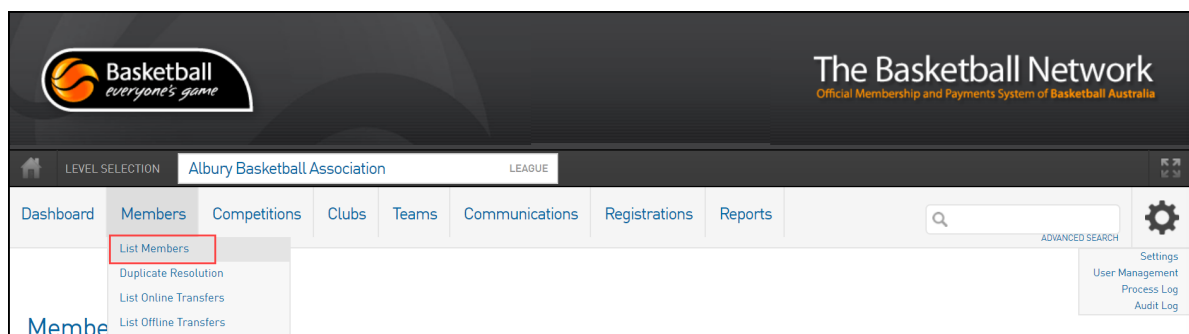 Basketball
everyone's game
The Basketball Network
Official Membership and Payments System of Basketball Australia
LEVEL SELECTION Albury Basketball Association LEAGUE
Dashboard Members Competitions Clubs Teams Communications Registrations Reports
ADVANCED SEARCH
List Members
Duplicate Resolution
List Online Transfers
List Offline Transfers
Settings
User Management
Process Log
Audit Log
Membe